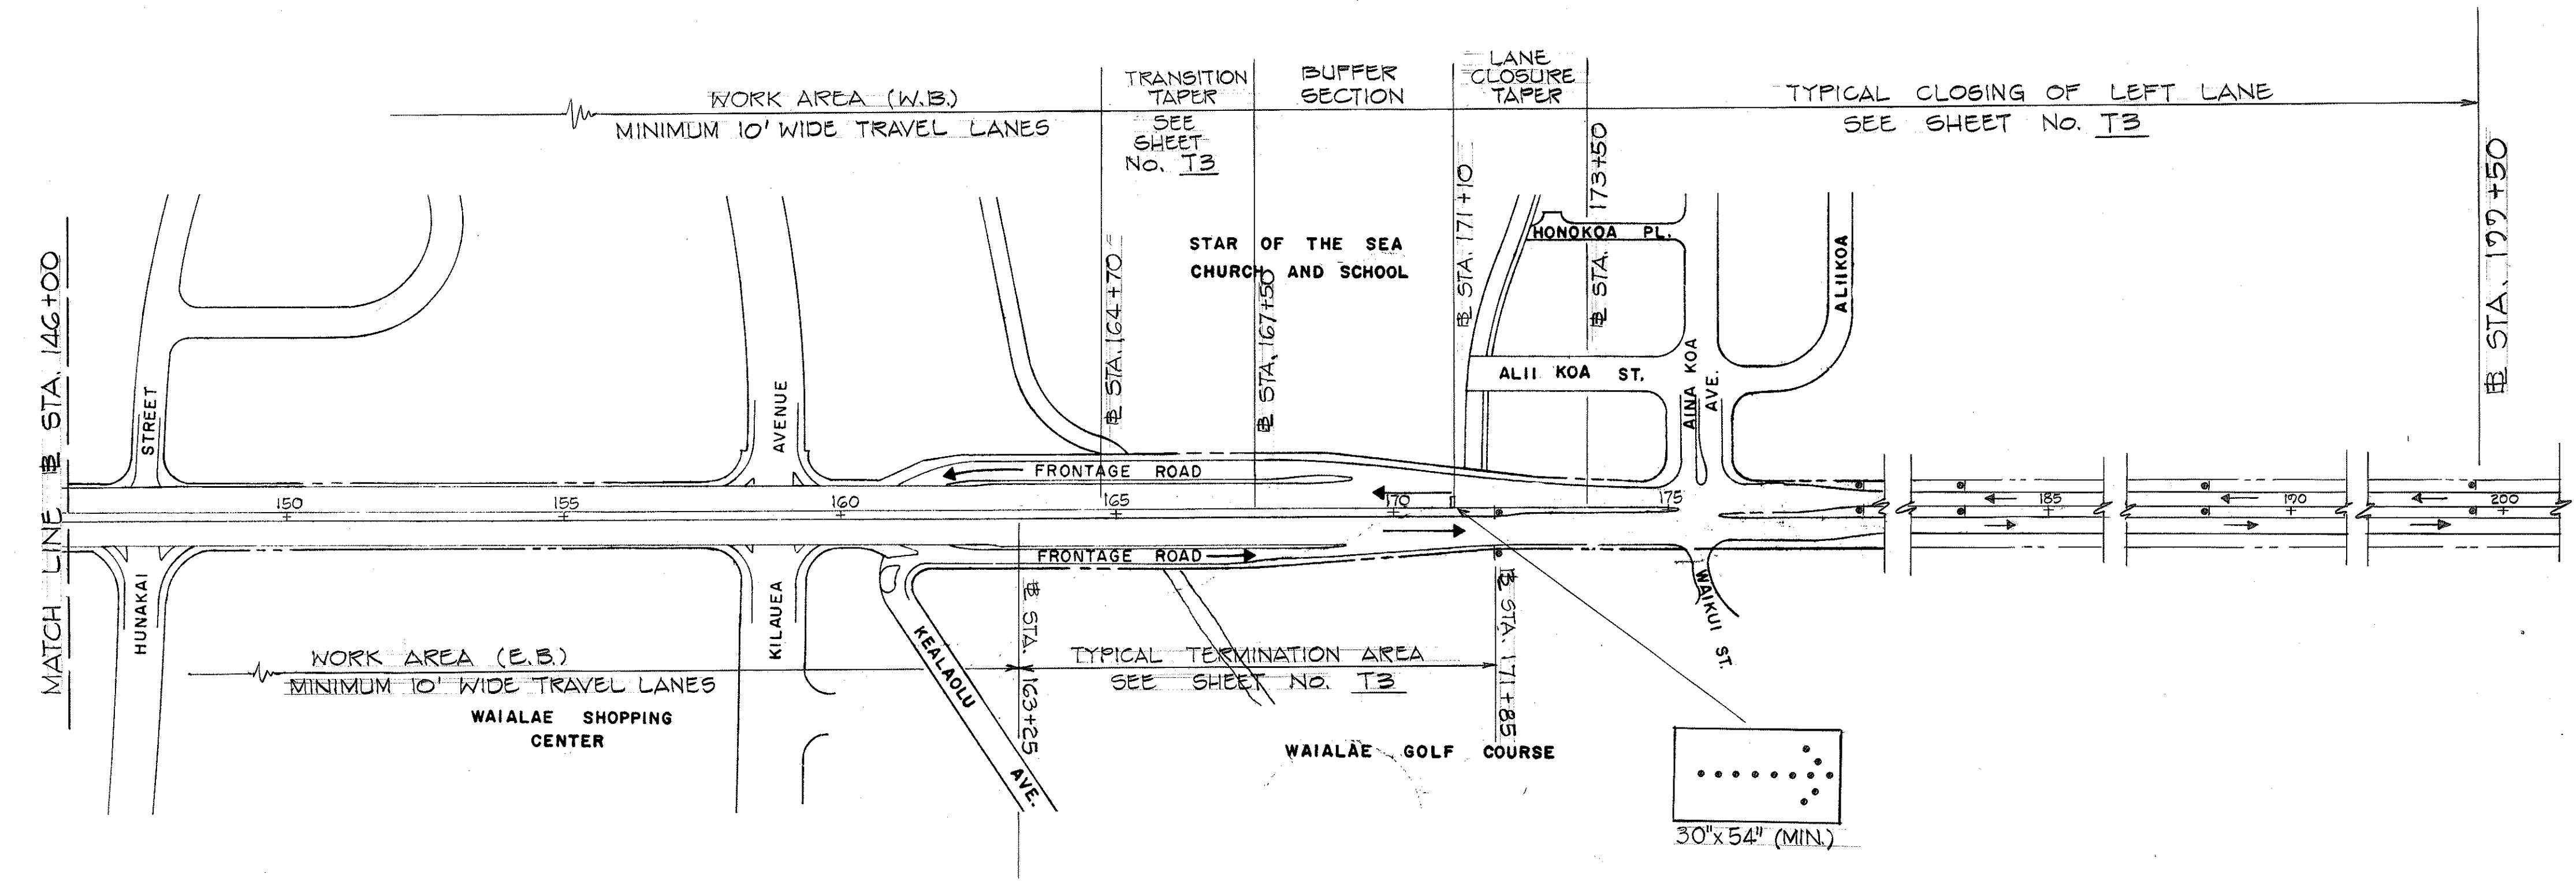 WORK AREA (W.B.)
MINIMUM 10' WIDE TRAVEL LANES
TRANSITION
TAPER
SEE
SHEET
No. T3
BUFFER
SECTION
LANE
CLOSURE
TAPER
TYPICAL CLOSING OF LEFT LANE
SEE SHEET No. T3
MATCH LINE ℄ STA. 146+00
℄ STA. 164+70
℄ STA. 167+50
℄ STA. 171+10
℄ STA. 173+50
℄ STA. 199+50
STAR OF THE SEA
CHURCH AND SCHOOL
HONOKOA PL.
ALIIKOA
ALII KOA ST.
AINA KOA
AVE.
STREET
AVENUE
FRONTAGE ROAD
150
155
160
165
170
175
185
190
200
FRONTAGE ROAD
HUNAKAI
KILAUEA
KEALAOLU AVE.
WAIKUI ST.
WORK AREA (E.B.)
MINIMUM 10' WIDE TRAVEL LANES
℄ STA. 163+25
TYPICAL TERMINATION AREA
SEE SHEET No. T3
℄ STA. 171+85
WAIALAE SHOPPING
CENTER
WAIALAE GOLF COURSE
30"x54" (MIN.)